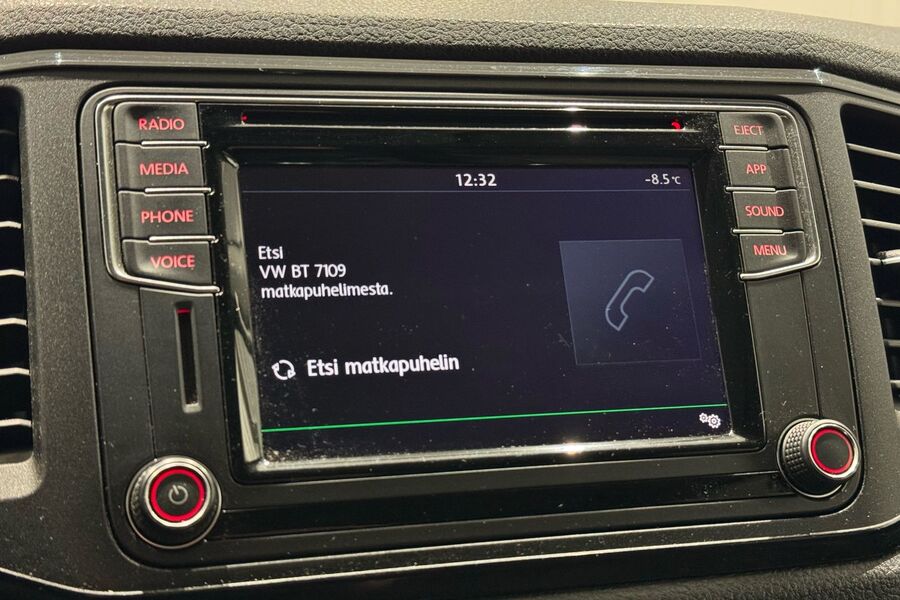 RADIO
MEDIA
PHONE
VOICE
12:32
-8.5°C
Etsi
VW BT 7109
matkapuhelimesta.
Etsi matkapuhelin
EJECT
APP
SOUND
MENU